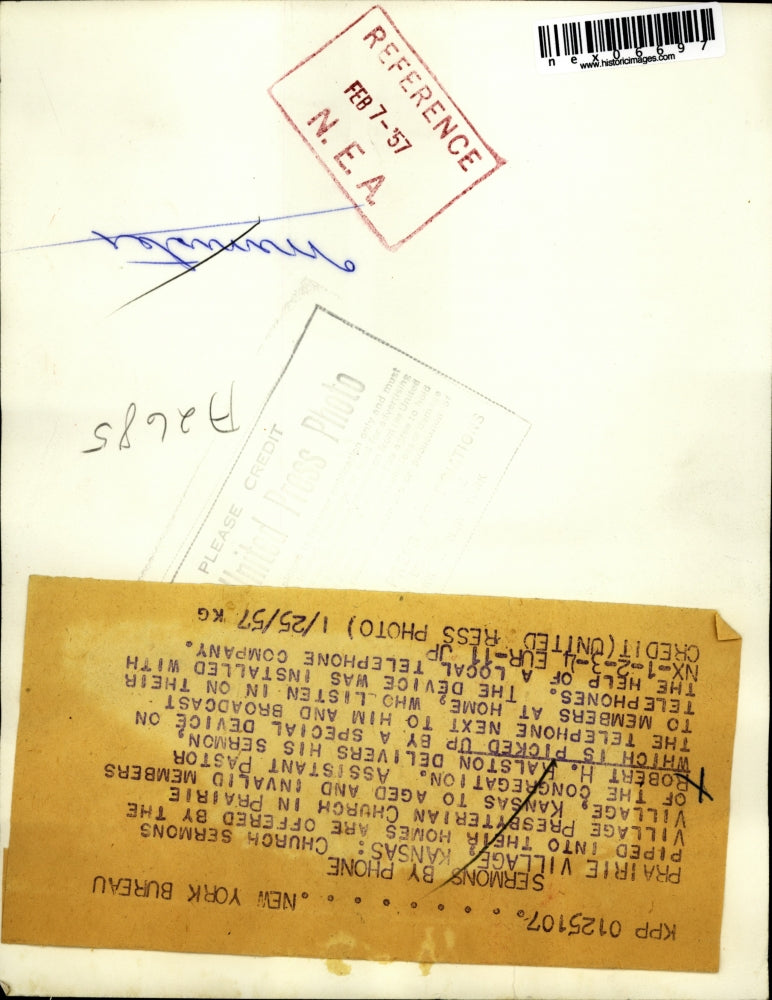 nex06697
www.historicimages.com
REFERENCE
FEB 7-'57
N.E.A.
minister
A2685
PLEASE CREDIT
United Press Photo
KPP 0125107. . . . . . . . .NEW YORK BUREAU
SERMONS BY PHONE
PRAIRIE VILLAGE, KANSAS: CHURCH SERMONS
PIPED INTO THEIR HOMES ARE OFFERED BY THE
VILLAGE PRESBYTERIAN CHURCH IN PRAIRIE
VILLAGE, KANSAS TO AGED AND INVALID MEMBERS
OF THE CONGREGATION. ASSISTANT PASTOR
ROBERT H. RALSTON DELIVERS HIS SERMON,
WHICH IS PICKED UP BY A SPECIAL DEVICE ON
THE TELEPHONE NEXT TO HIM AND BROADCAST
TO MEMBERS AT HOME, WHO LISTEN IN ON THEIR
TELEPHONES. THE DEVICE WAS INSTALLED WITH
THE HELP OF A LOCAL TELEPHONE COMPANY.
NX-1-2-3-4 EUR-11 JP
CREDIT(UNITED RESS PHOTO) 1/25/57 KG